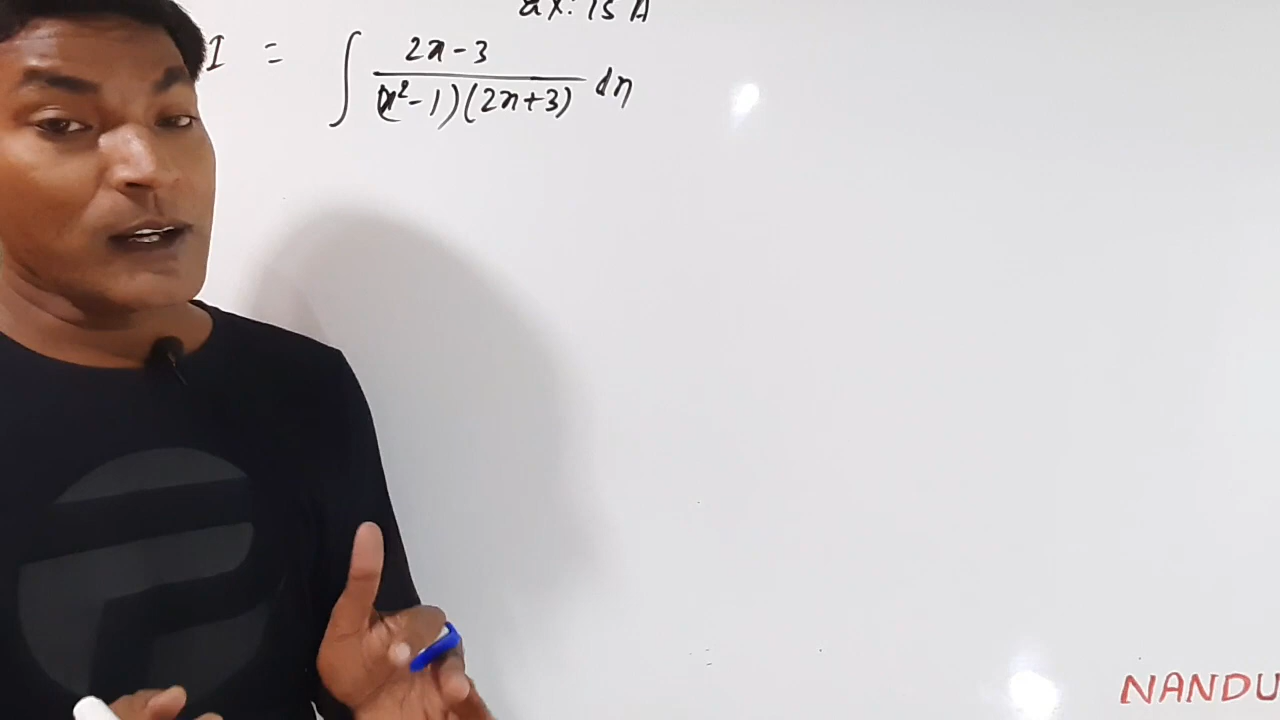 Ex: 15 A
I = ∫ (2x-3)/((x²-1)(2x+3)) dx
NANDU